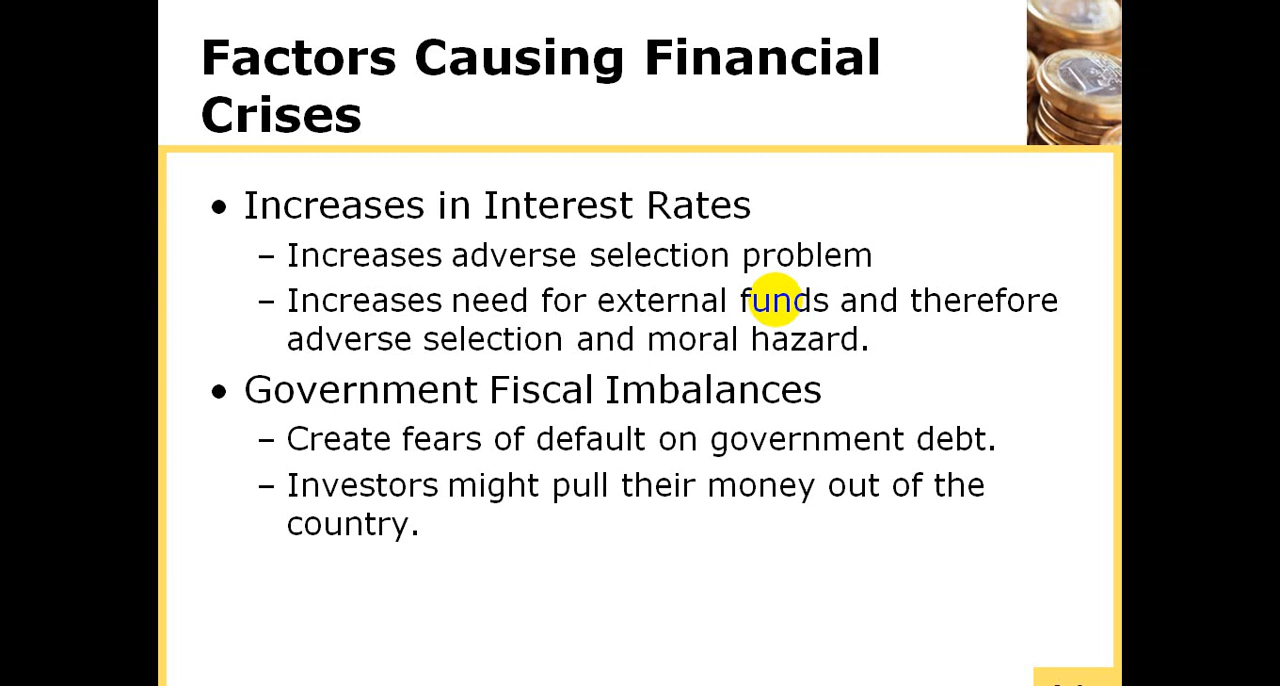 Factors Causing Financial
Crises
• Increases in Interest Rates
– Increases adverse selection problem
– Increases need for external funds and therefore
adverse selection and moral hazard.
• Government Fiscal Imbalances
– Create fears of default on government debt.
– Investors might pull their money out of the
country.